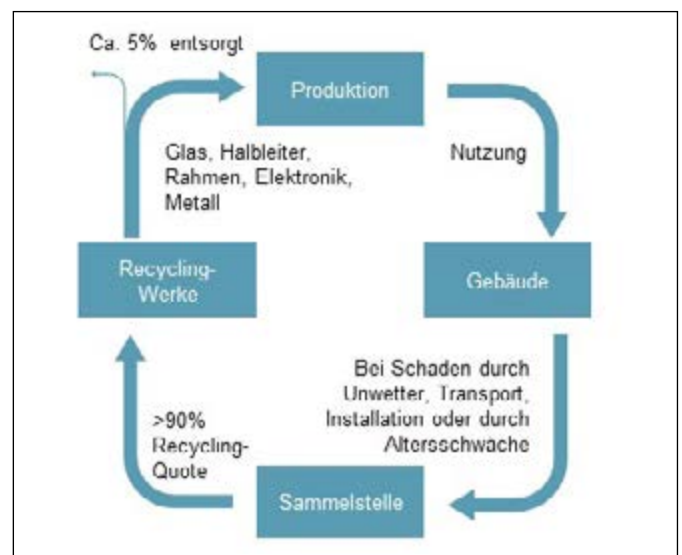 Ca. 5% entsorgt
Produktion
Glas, Halbleiter,
Rahmen, Elektronik,
Metall
Nutzung
Recycling-
Werke
Gebäude
Bei Schaden durch
Unwetter, Transport,
Installation oder durch
Altersschwäche
>90%
Recycling-
Quote
Sammelstelle